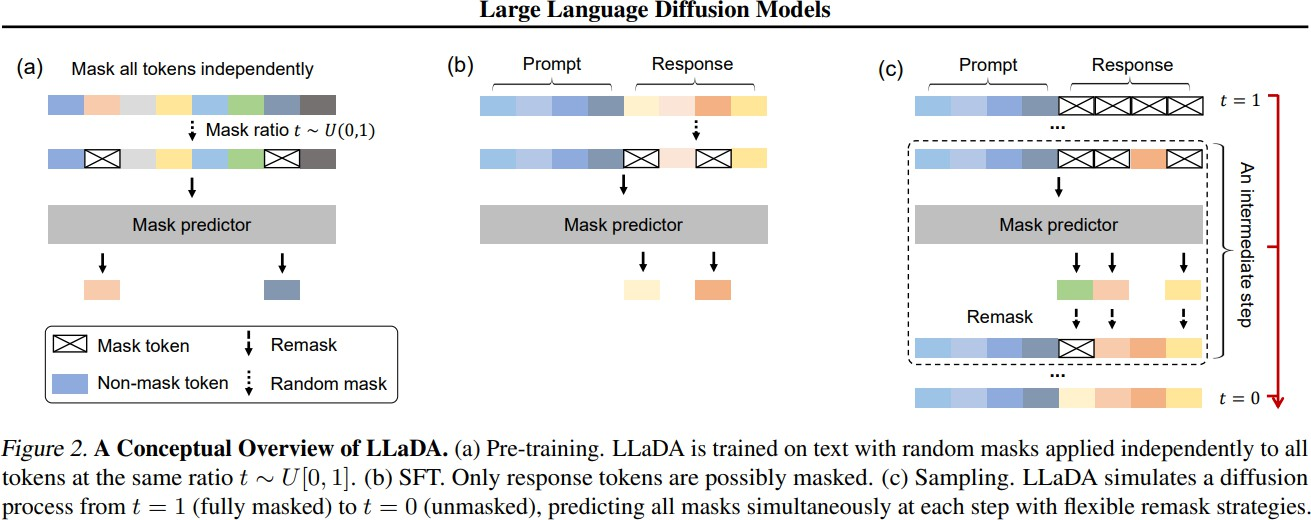 Large Language Diffusion Models
(a)
Mask all tokens independently
Mask ratio t ~ U(0,1)
Mask predictor
Mask token
Remask
Non-mask token
Random mask
(b)
Prompt Response
Mask predictor
(c)
Prompt Response
t = 1
...
Mask predictor
An intermediate step
Remask
...
t = 0
Figure 2. A Conceptual Overview of LLaDA. (a) Pre-training. LLaDA is trained on text with random masks applied independently to all
tokens at the same ratio t ∼ U[0, 1]. (b) SFT. Only response tokens are possibly masked. (c) Sampling. LLaDA simulates a diffusion
process from t = 1 (fully masked) to t = 0 (unmasked), predicting all masks simultaneously at each step with flexible remask strategies.